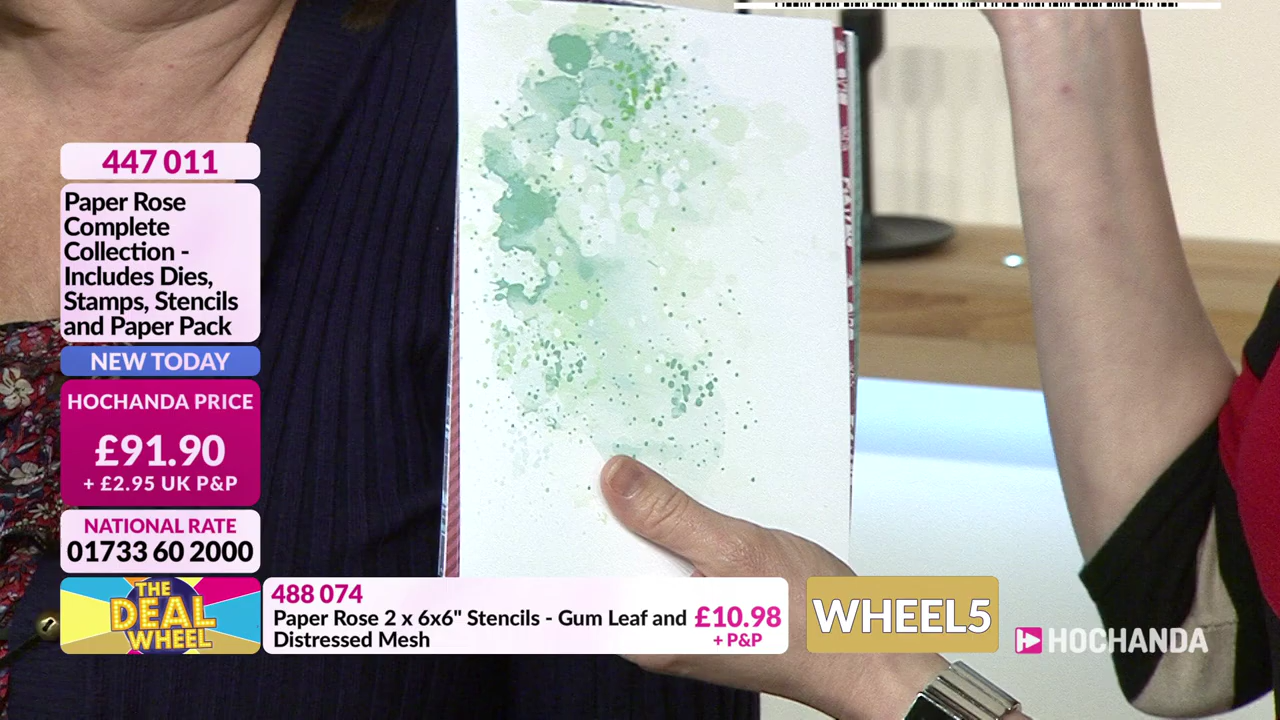 447 011
Paper Rose
Complete
Collection -
Includes Dies,
Stamps, Stencils
and Paper Pack
NEW TODAY
HOCHANDA PRICE
£91.90
+ £2.95 UK P&P
NATIONAL RATE
01733 60 2000
THE
DEAL
WHEEL
488 074
Paper Rose 2 x 6x6" Stencils - Gum Leaf and
Distressed Mesh
£10.98
+ P&P
WHEEL5
HOCHANDA